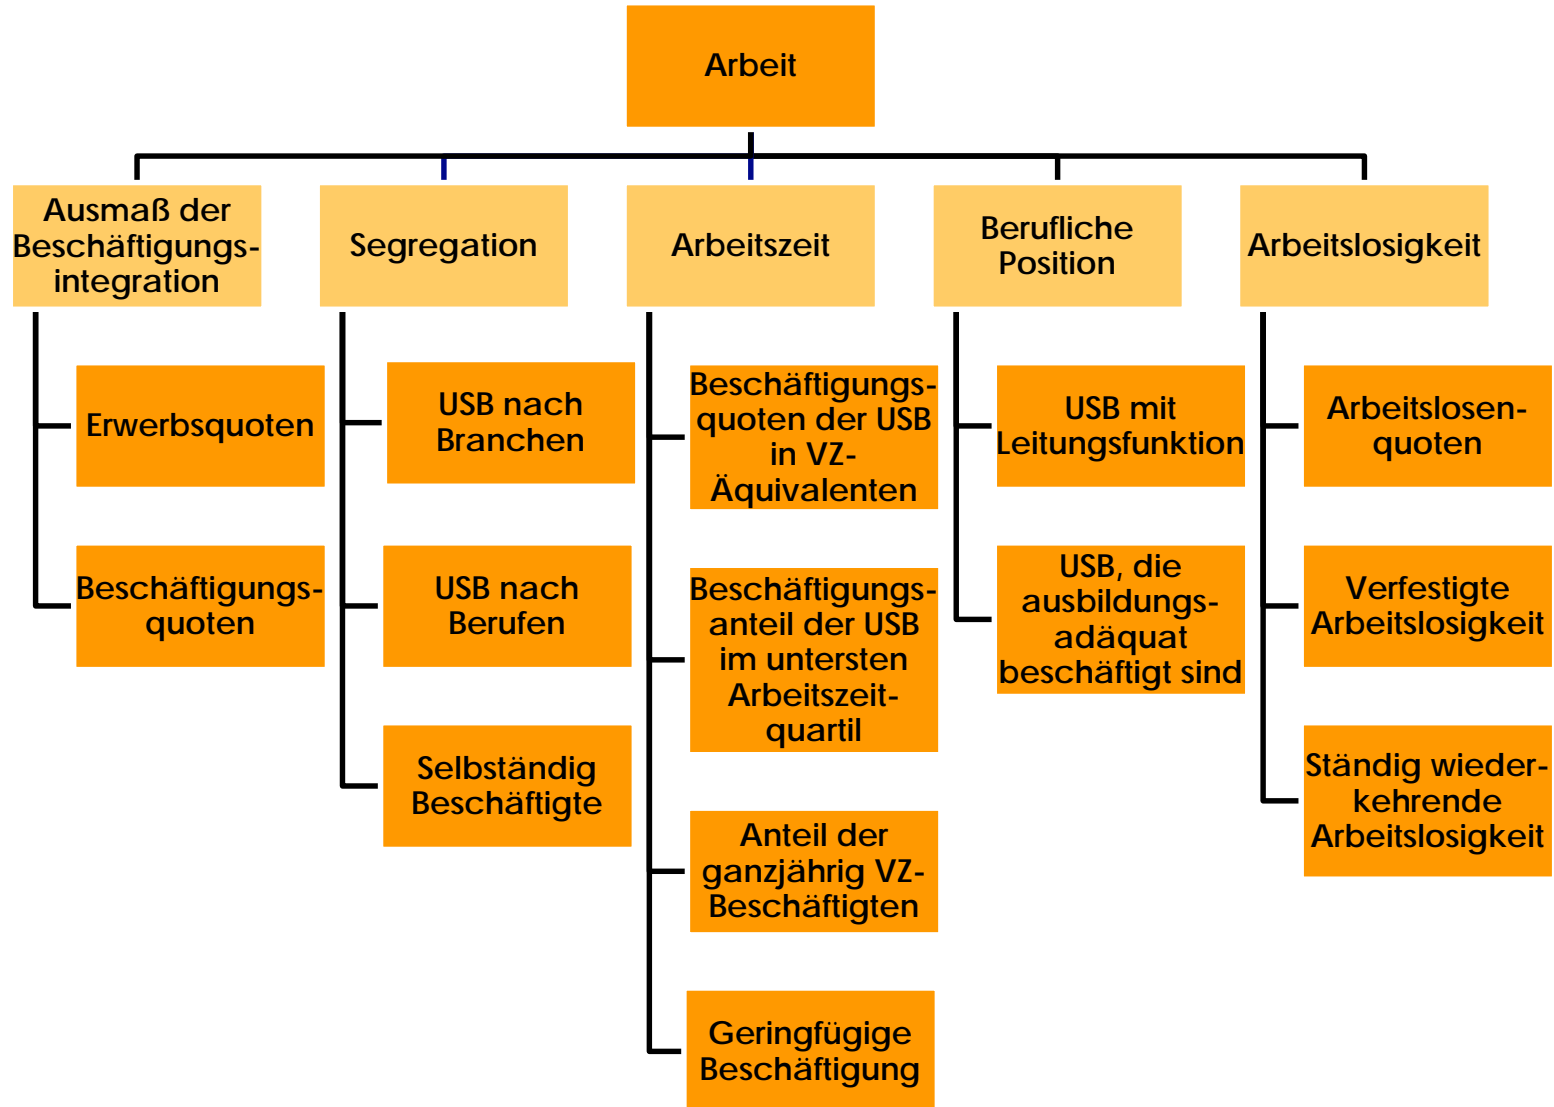 Arbeit
Ausmaß der
Beschäftigungs-
integration
Segregation
Arbeitszeit
Berufliche
Position
Arbeitslosigkeit
Erwerbsquoten
Beschäftigungs-
quoten
USB nach
Branchen
USB nach
Berufen
Selbständig
Beschäftigte
Beschäftigungs-
quoten der USB
in VZ-
Äquivalenten
Beschäftigungs-
anteil der USB
im untersten
Arbeitszeit-
quartil
Anteil der
ganzjährig VZ-
Beschäftigten
Geringfügige
Beschäftigung
USB mit
Leitungsfunktion
USB, die
ausbildungs-
adäquat
beschäftigt sind
Arbeitslosen-
quoten
Verfestigte
Arbeitslosigkeit
Ständig wieder-
kehrende
Arbeitslosigkeit